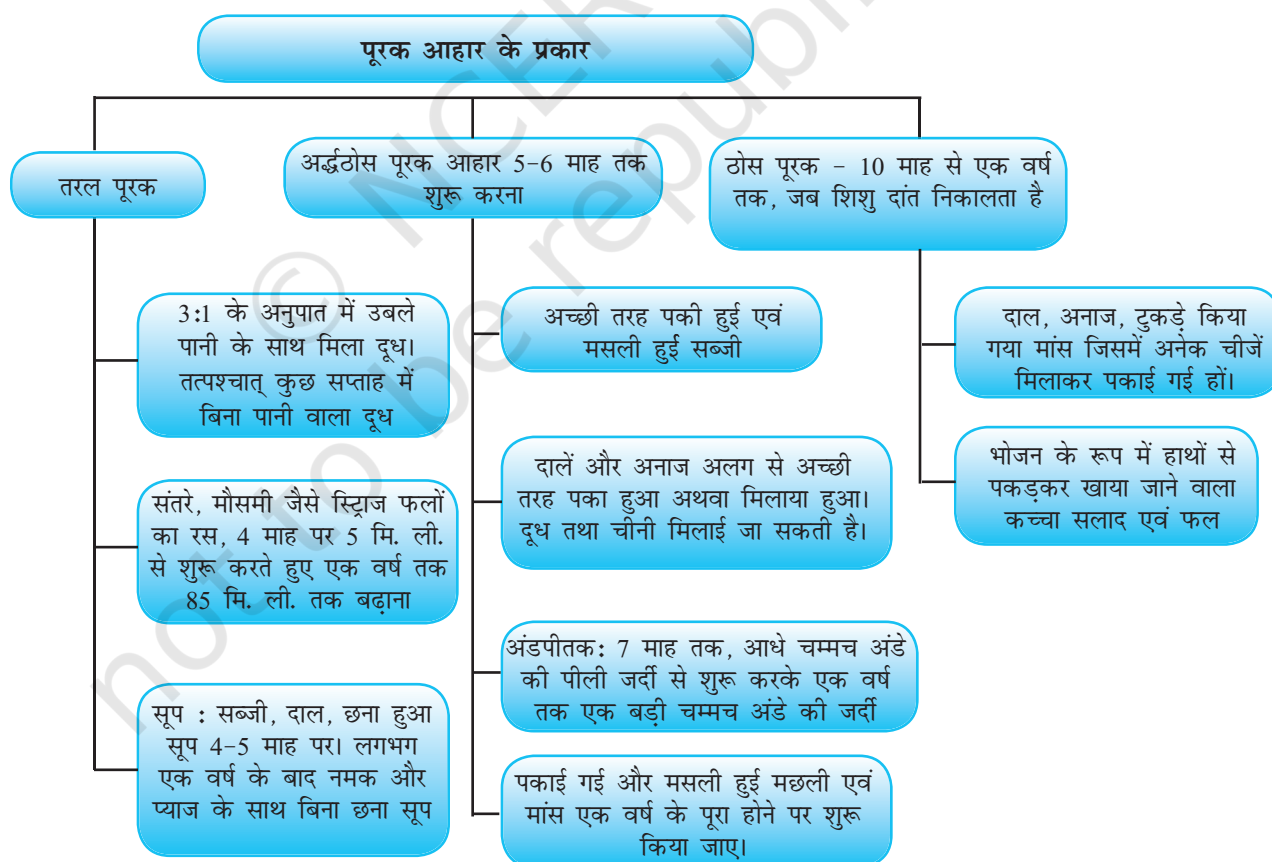 पूरक आहार के प्रकार
तरल पूरक
3:1 के अनुपात में उबले
पानी के साथ मिला दूध।
तत्पश्चात् कुछ सप्ताह में
बिना पानी वाला दूध
संतरे, मौसमी जैसे स्ट्रिाज फलों
का रस, 4 माह पर 5 मि. ली.
से शुरू करते हुए एक वर्ष तक
85 मि. ली. तक बढ़ाना
सूप : सब्जी, दाल, छना हुआ
सूप 4-5 माह पर। लगभग
एक वर्ष के बाद नमक और
प्याज के साथ बिना छना सूप
अर्द्धठोस पूरक आहार 5-6 माह तक
शुरू करना
अच्छी तरह पकी हुई एवं
मसली हुई सब्जी
दालें और अनाज अलग से अच्छी
तरह पका हुआ अथवा मिलाया हुआ।
दूध तथा चीनी मिलाई जा सकती है।
अंडपीतक: 7 माह तक, आधे चम्मच अंडे
की पीली जर्दी से शुरू करके एक वर्ष
तक एक बड़ी चम्मच अंडे की जर्दी
पकाई गई और मसली हुई मछली एवं
मांस एक वर्ष के पूरा होने पर शुरू
किया जाए।
ठोस पूरक - 10 माह से एक वर्ष
तक, जब शिशु दांत निकालता है
दाल, अनाज, टुकड़े किया
गया मांस जिसमें अनेक चीजें
मिलाकर पकाई गई हों।
भोजन के रूप में हाथों से
पकड़कर खाया जाने वाला
कच्चा सलाद एवं फल
© NCER
not to be republi